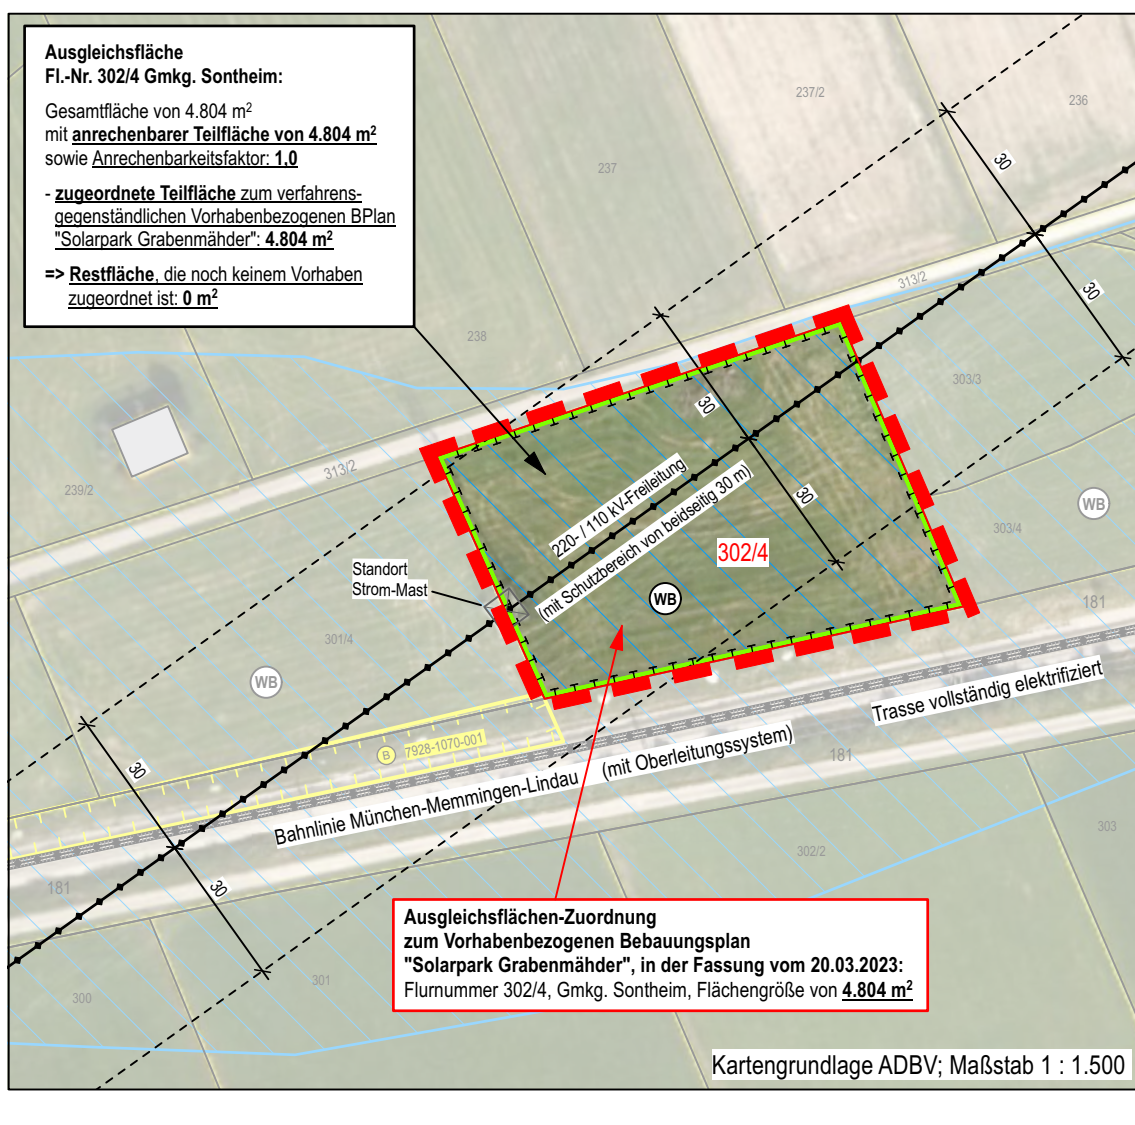 Ausgleichsfläche
Fl.-Nr. 302/4 Gmkg. Sontheim:
Gesamtfläche von 4.804 m²
mit anrechenbarer Teilfläche von 4.804 m²
sowie Anrechenbarkeitsfaktor: 1,0
- zugeordnete Teilfläche zum verfahrens-
gegenständlichen Vorhabenbezogenen BPlan
"Solarpark Grabenmähder": 4.804 m²
=> Restfläche, die noch keinem Vorhaben
zugeordnet ist: 0 m²
237/2
236
237
30
30
313/2
238
303/3
30
313/2
239/2
220- / 110 kV-Freileitung
(mit Schutzbereich von beidseitig 30 m)
30
WB
303/4
302/4
Standort
Strom-Mast
WB
181
301/4
WB
Trasse vollständig elektrifiziert
B
7928-1070-001
(mit Oberleitungssystem)
181
30
Bahnlinie München-Memmingen-Lindau
303
302/2
181
30
301
300
Ausgleichsflächen-Zuordnung
zum Vorhabenbezogenen Bebauungsplan
"Solarpark Grabenmähder", in der Fassung vom 20.03.2023:
Flurnummer 302/4, Gmkg. Sontheim, Flächengröße von 4.804 m²
Kartengrundlage ADBV; Maßstab 1 : 1.500